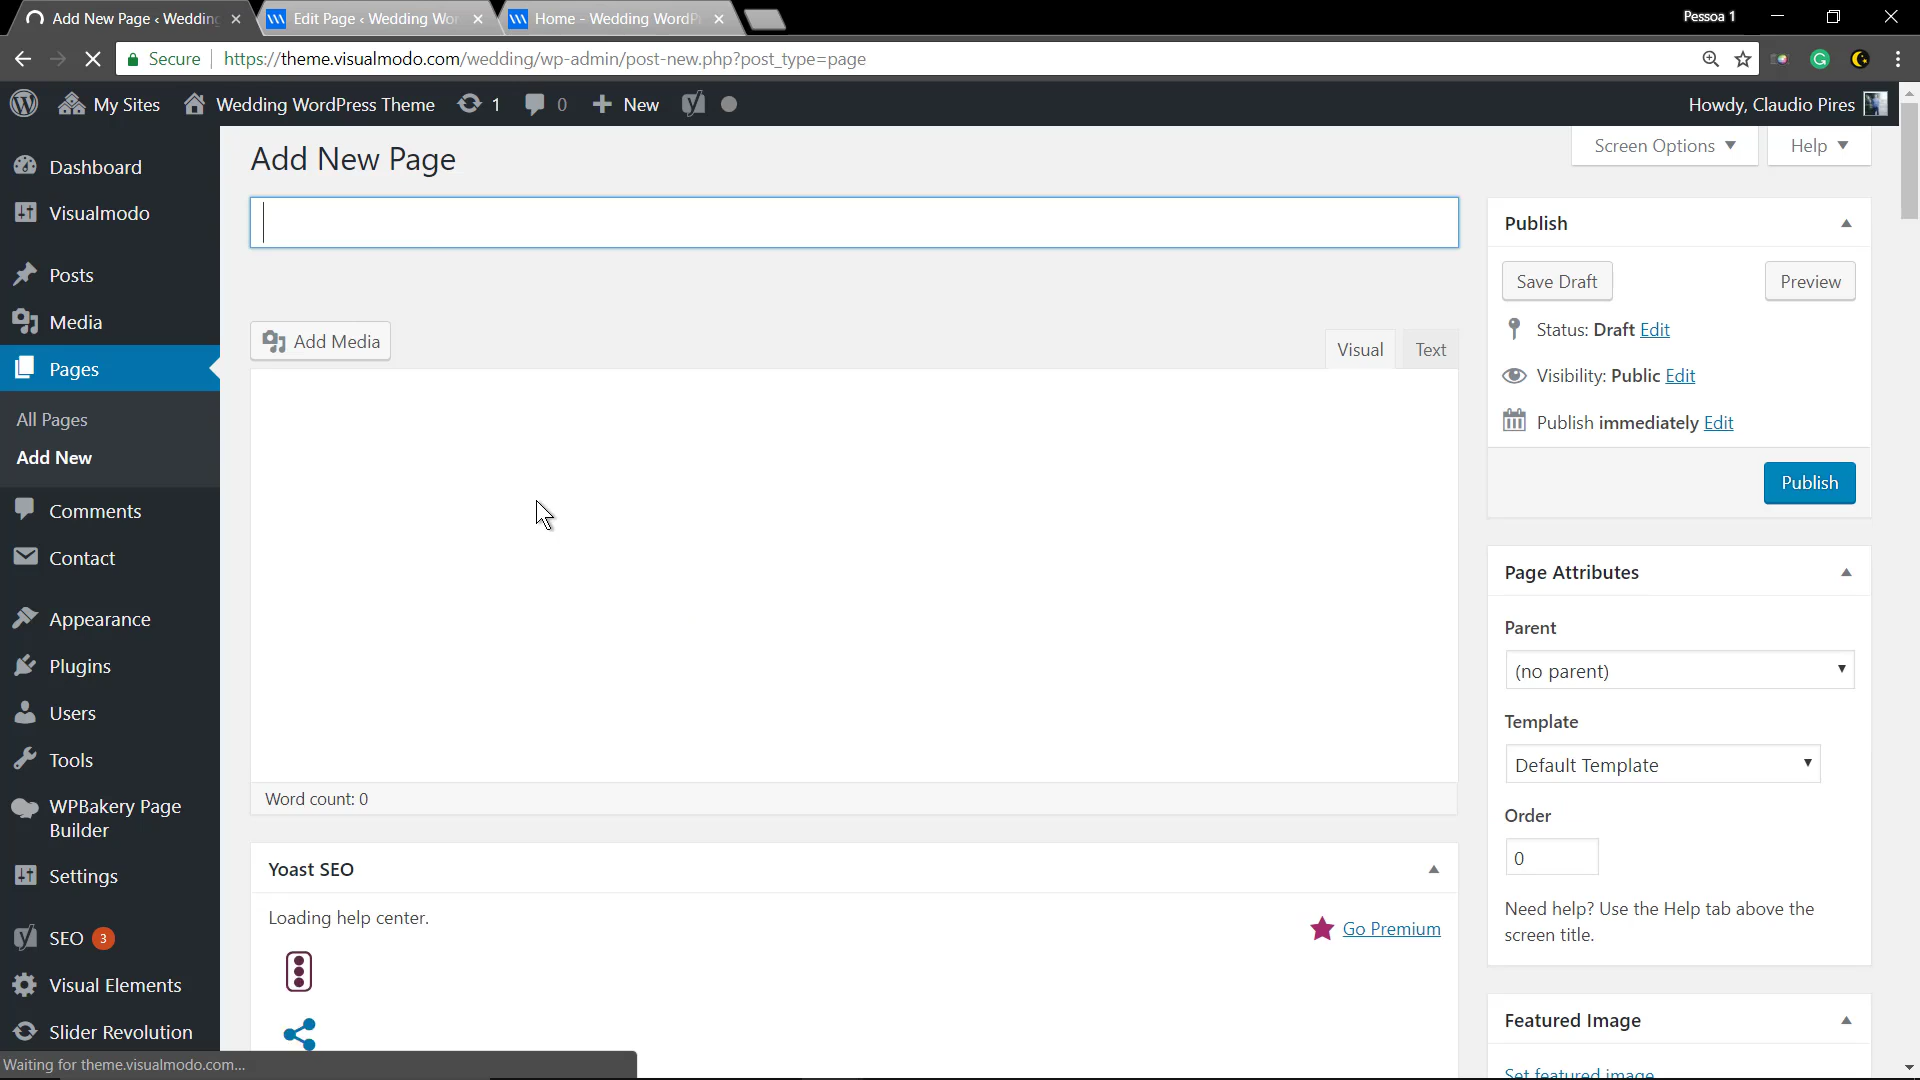 Add New Page ‹ Wedding
Edit Page ‹ Wedding Wor
Home - Wedding WordP
Pessoa 1
Secure
https://theme.visualmodo.com/wedding/wp-admin/post-new.php?post_type=page
My Sites
Wedding WordPress Theme
1
0
New
Howdy, Claudio Pires
Dashboard
Visualmodo
Posts
Media
Pages
All Pages
Add New
Comments
Contact
Appearance
Plugins
Users
Tools
WPBakery Page
Builder
Settings
SEO 3
Visual Elements
Slider Revolution
Add New Page
Screen Options
Help
Add Media
Visual
Text
Word count: 0
Yoast SEO
Loading help center.
Go Premium
Publish
Save Draft
Preview
Status: Draft Edit
Visibility: Public Edit
Publish immediately Edit
Publish
Page Attributes
Parent
(no parent)
Template
Default Template
Order
0
Need help? Use the Help tab above the
screen title.
Featured Image
Set featured image
Waiting for theme.visualmodo.com...